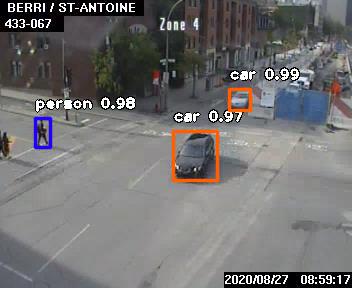 BERRI / ST-ANTOINE
433-067
Zone 4
car 0.99
person 0.98
car 0.97
2020/08/27 08:59:17